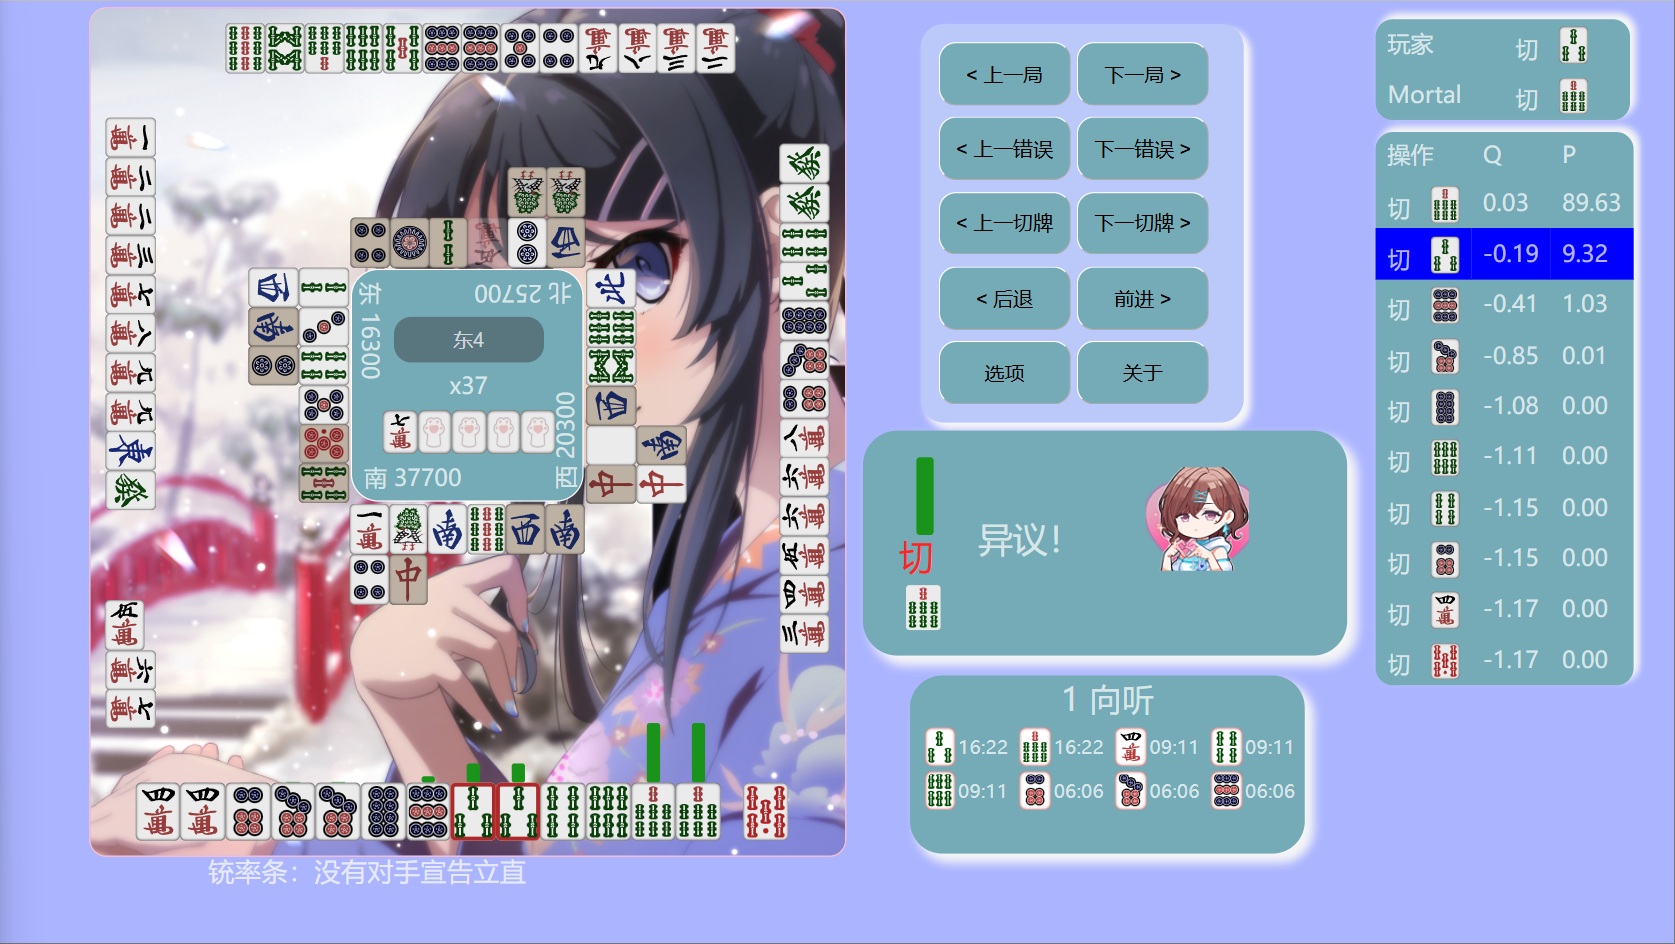 东 16300
北 25700
东4
x37
西 20300
南 37700
铳率条：没有对手宣告立直
< 上一局
下一局 >
< 上一错误
下一错误 >
< 上一切牌
下一切牌 >
< 后退
前进 >
选项
关于
切
异议！
1 向听
16:22 16:22 09:11 09:11
09:11 06:06 06:06 06:06
玩家 切
Mortal 切
操作 Q P
切 0.03 89.63
切 -0.19 9.32
切 -0.41 1.03
切 -0.85 0.01
切 -1.08 0.00
切 -1.11 0.00
切 -1.15 0.00
切 -1.15 0.00
切 -1.17 0.00
切 -1.17 0.00